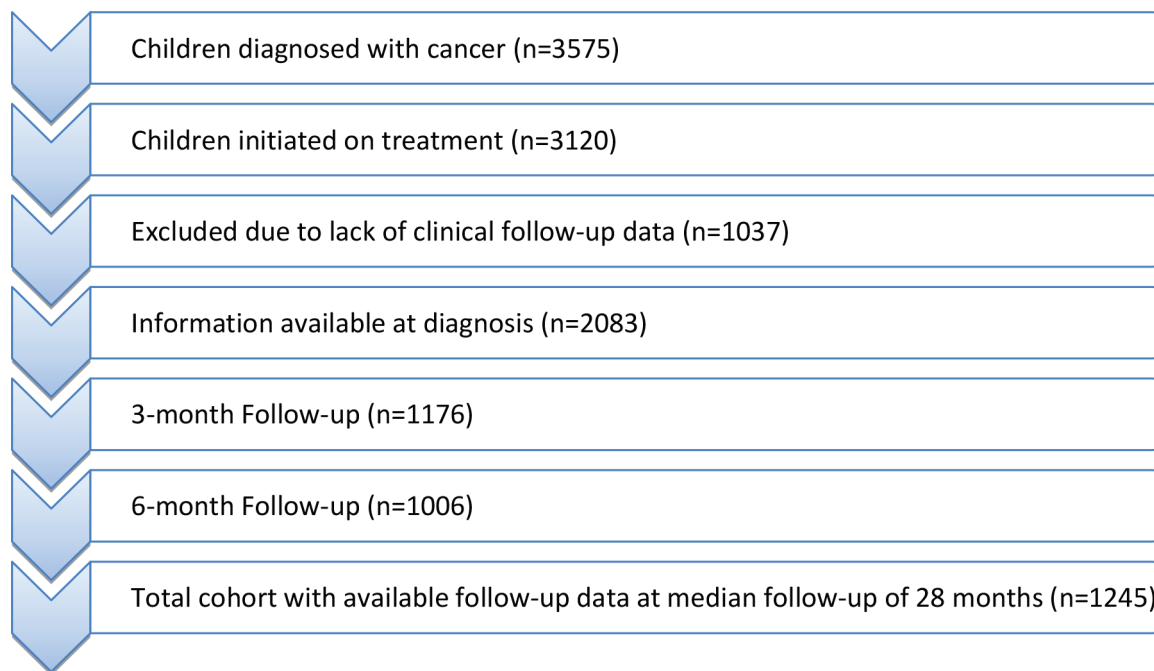 Children diagnosed with cancer (n=3575)
Children initiated on treatment (n=3120)
Excluded due to lack of clinical follow-up data (n=1037)
Information available at diagnosis (n=2083)
3-month Follow-up (n=1176)
6-month Follow-up (n=1006)
Total cohort with available follow-up data at median follow-up of 28 months (n=1245)